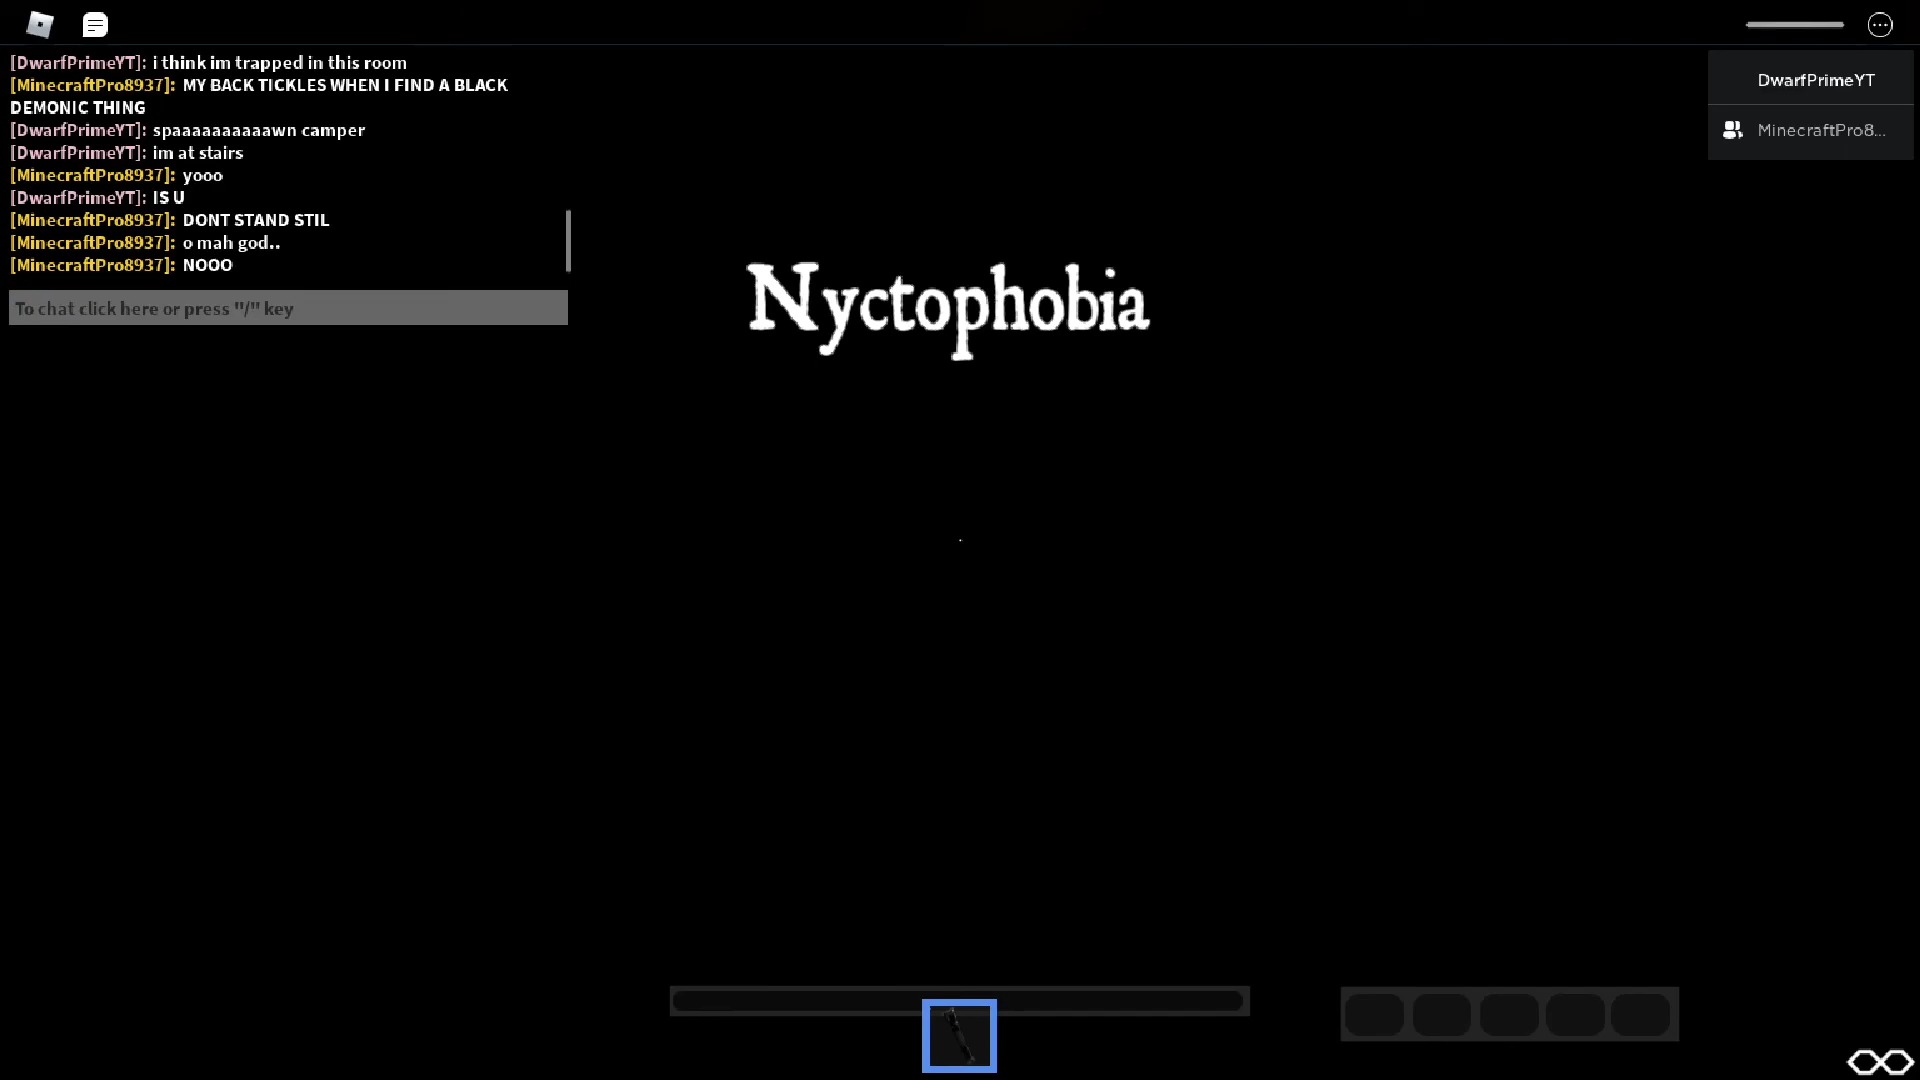 [DwarfPrimeYT]: i think im trapped in this room
[MinecraftPro8937]: MY BACK TICKLES WHEN I FIND A BLACK
DEMONIC THING
[DwarfPrimeYT]: spaaaaaaaaaawn camper
[DwarfPrimeYT]: im at stairs
[MinecraftPro8937]: yooo
[DwarfPrimeYT]: IS U
[MinecraftPro8937]: DONT STAND STIL
[MinecraftPro8937]: o mah god..
[MinecraftPro8937]: NOOO
To chat click here or press "/" key
DwarfPrimeYT
MinecraftPro8...
Nyctophobia